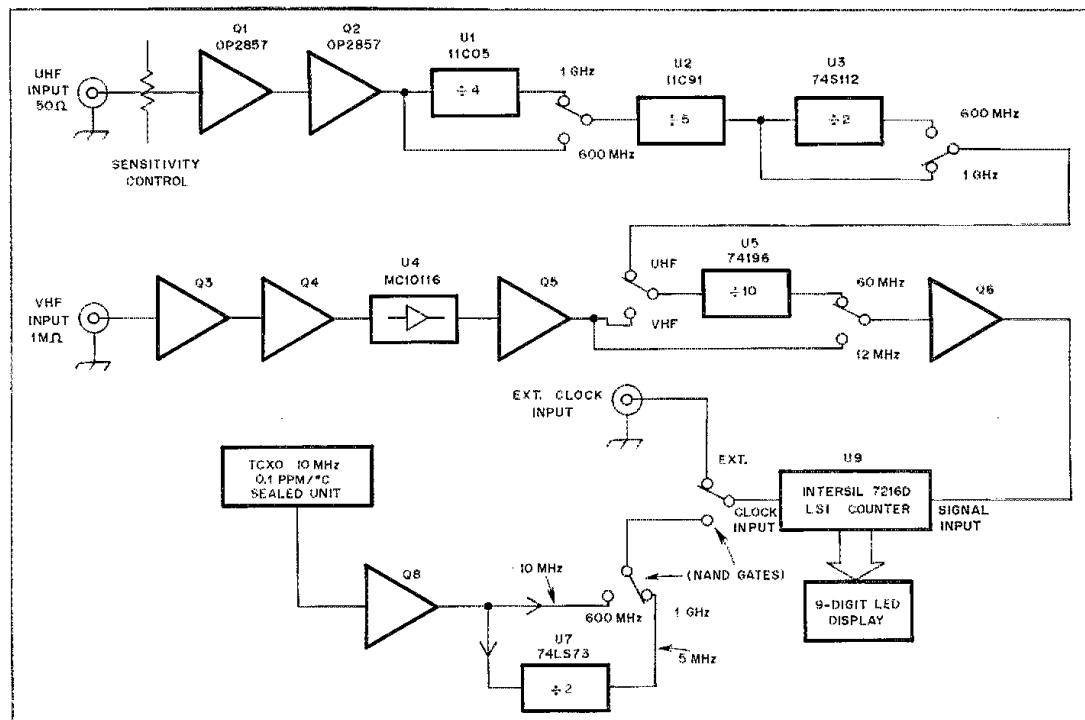 Q1
OP2857
Q2
OP2857
U1
11C05
÷4
1 GHz
600 MHz
U2
11C91
÷5
U3
74S112
÷2
600 MHz
1 GHz
UHF
INPUT
50Ω
SENSITIVITY
CONTROL
VHF
INPUT
1MΩ
Q3
Q4
U4
MC10116
Q5
UHF
VHF
U5
74196
÷10
60 MHz
12 MHz
Q6
EXT. CLOCK
INPUT
EXT.
CLOCK
INPUT
U9
INTERSIL 7216D
LSI COUNTER
SIGNAL
INPUT
9-DIGIT LED
DISPLAY
TCXO 10 MHz
0.1 PPM/°C
SEALED UNIT
Q8
10 MHz
600 MHz
(NAND GATES)
1 GHz
5 MHz
U7
74LS73
÷2